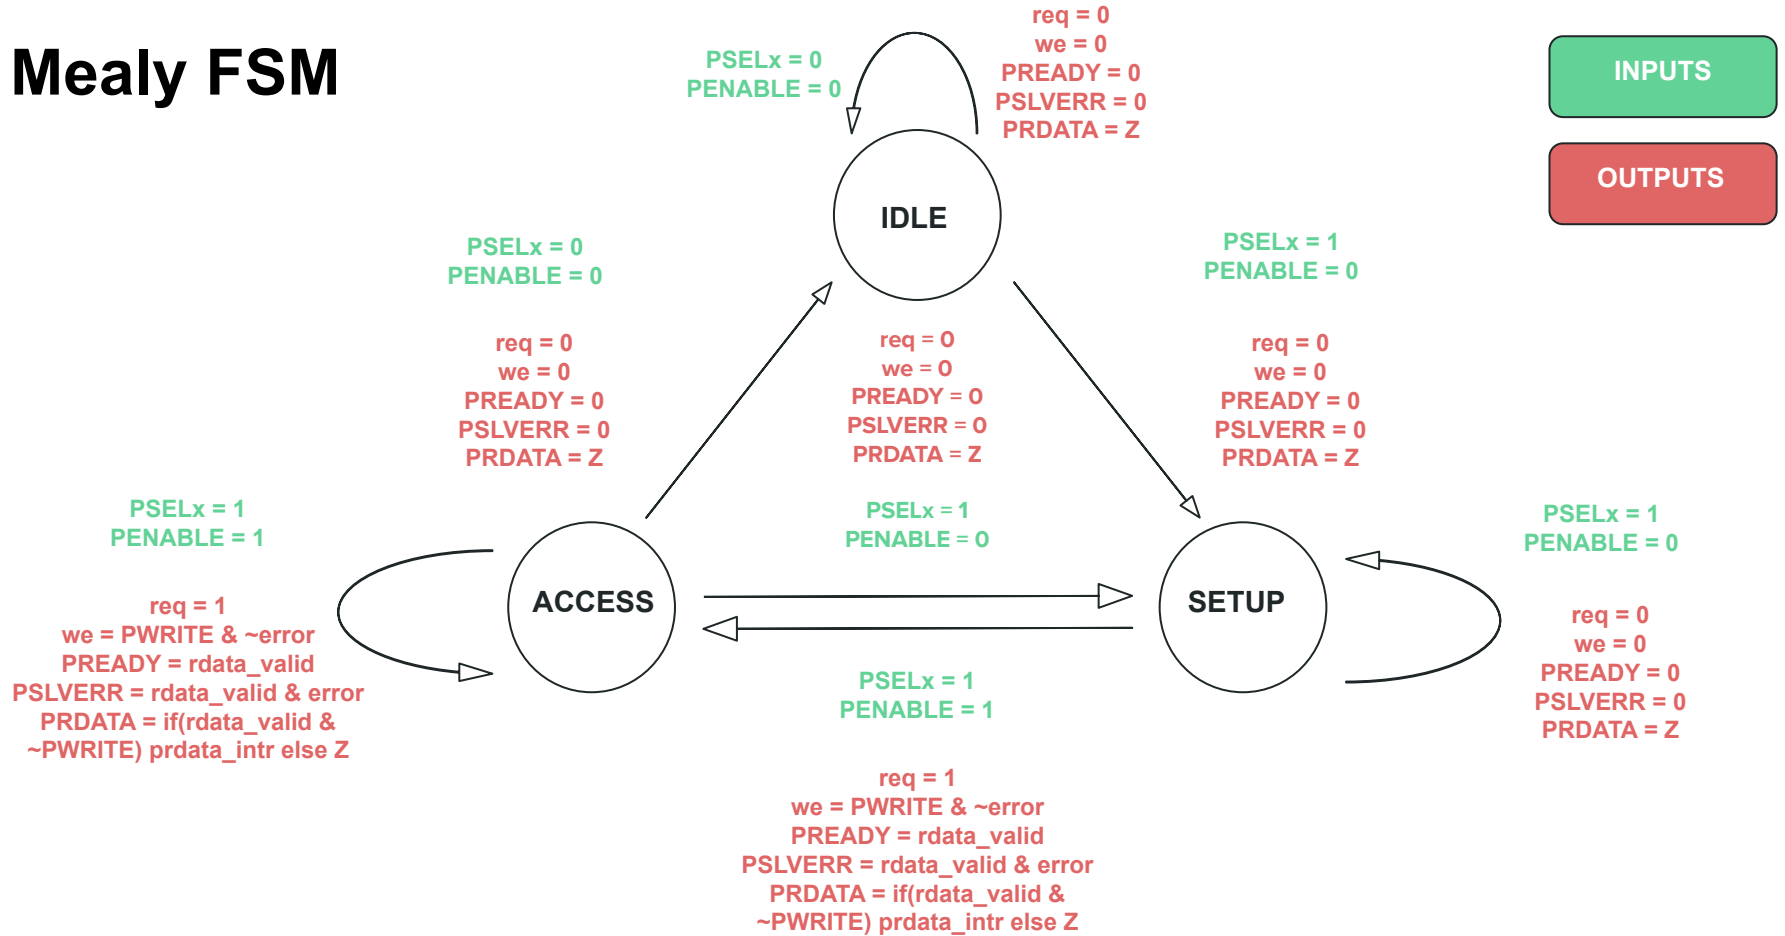 Mealy FSM
PSELx = 0
PENABLE = 0
req = 0
we = 0
PREADY = 0
PSLVERR = 0
PRDATA = Z
INPUTS
OUTPUTS
IDLE
PSELx = 0
PENABLE = 0
req = 0
we = 0
PREADY = 0
PSLVERR = 0
PRDATA = Z
req = 0
we = 0
PREADY = 0
PSLVERR = 0
PRDATA = Z
PSELx = 1
PENABLE = 0
PSELx = 1
PENABLE = 0
req = 0
we = 0
PREADY = 0
PSLVERR = 0
PRDATA = Z
PSELx = 1
PENABLE = 1
req = 1
we = PWRITE & ~error
PREADY = rdata_valid
PSLVERR = rdata_valid & error
PRDATA = if(rdata_valid &
~PWRITE) prdata_intr else Z
ACCESS
SETUP
PSELx = 1
PENABLE = 0
req = 0
we = 0
PREADY = 0
PSLVERR = 0
PRDATA = Z
PSELx = 1
PENABLE = 1
req = 1
we = PWRITE & ~error
PREADY = rdata_valid
PSLVERR = rdata_valid & error
PRDATA = if(rdata_valid &
~PWRITE) prdata_intr else Z